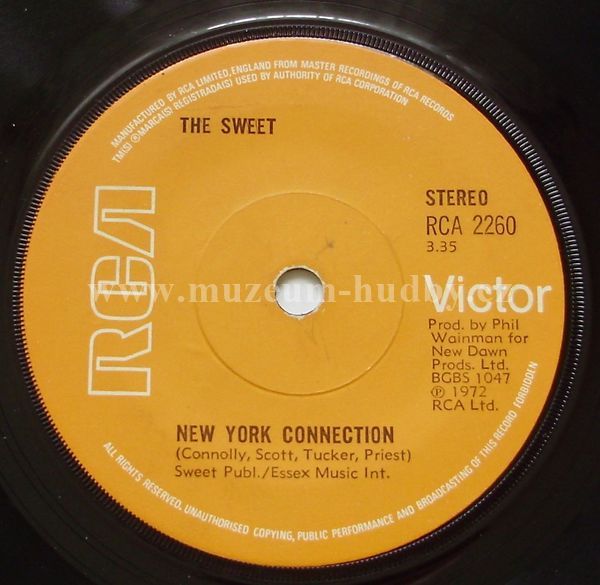 MANUFACTURED BY RCA LIMITED, ENGLAND FROM MASTER RECORDINGS OF RCA RECORDS
TM(S) ® MARCA(S) REGISTRADA(S) USED BY AUTHORITY OF RCA CORPORATION
THE SWEET
RCA
STEREO
RCA 2260
3.35
Victor
www.muzeum-hudby.cz
Prod. by Phil
Wainman for
New Dawn
Prods. Ltd.
BGBS 1047
℗ 1972
RCA Ltd.
NEW YORK CONNECTION
(Connolly, Scott, Tucker, Priest)
Sweet Publ./Essex Music Int.
ALL RIGHTS RESERVED, UNAUTHORISED COPYING, PUBLIC PERFORMANCE AND BROADCASTING OF THIS RECORD FORBIDDEN